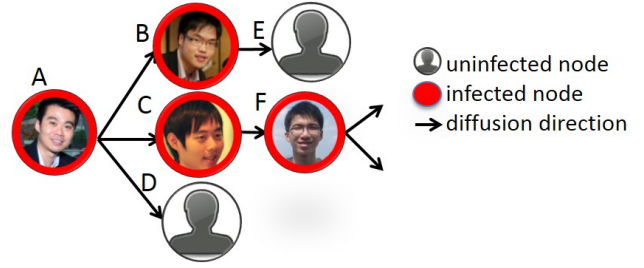 A
B
E
C
F
D
uninfected node
infected node
diffusion direction